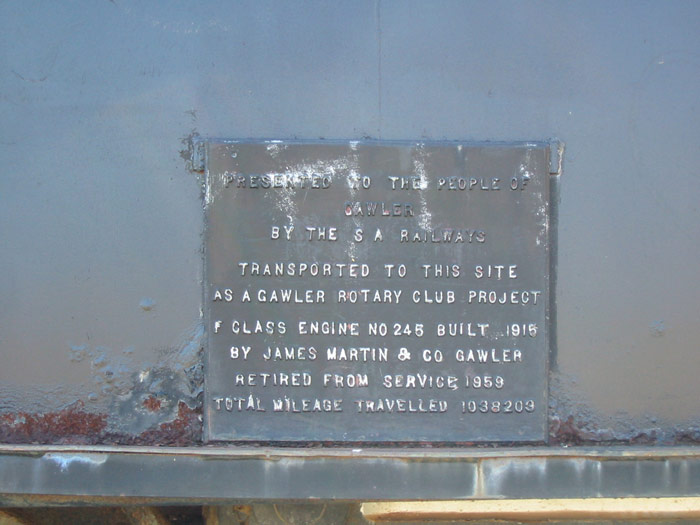 PRESENTED TO THE PEOPLE OF
GAWLER
BY THE S A RAILWAYS
TRANSPORTED TO THIS SITE
AS A GAWLER ROTARY CLUB PROJECT
F CLASS ENGINE NO 245 BUILT 1915
BY JAMES MARTIN & CO GAWLER
RETIRED FROM SERVICE 1959
TOTAL MILEAGE TRAVELLED 1038203